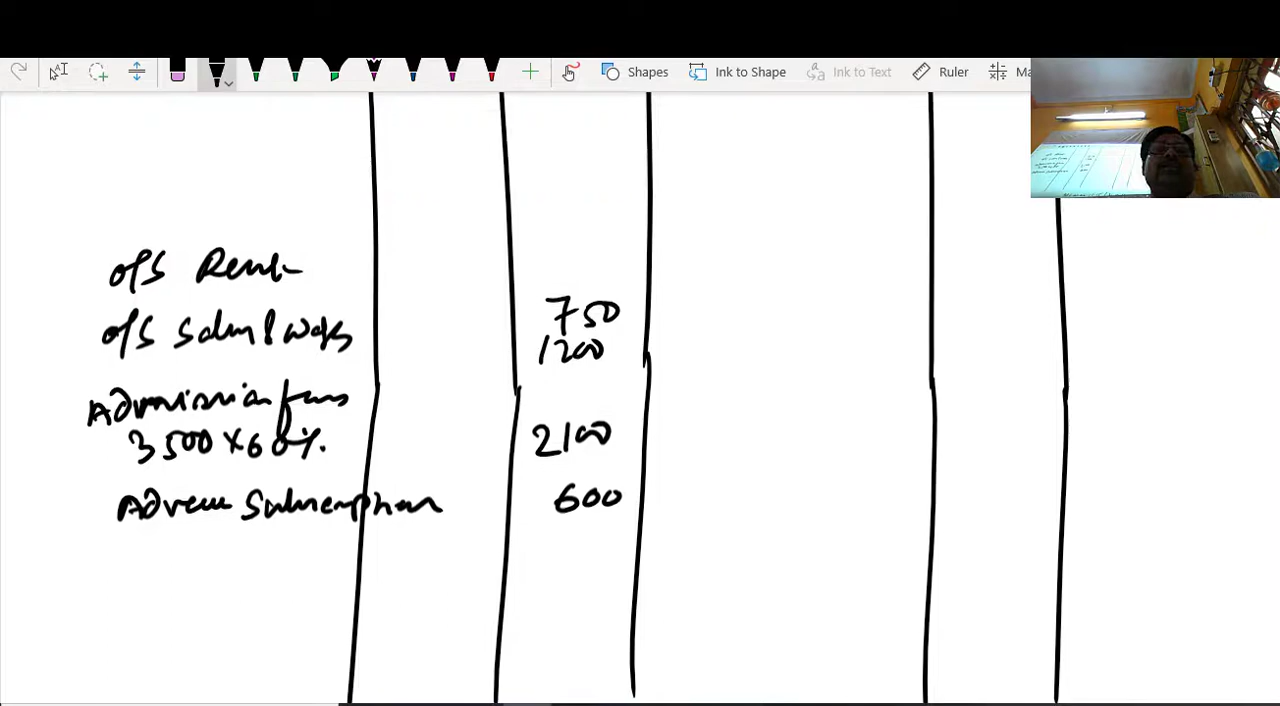 Shapes Ink to Shape Ink to Text Ruler Ma
O/S Rent
750
O/S Salary & Wages
1200
Admission fees
3500 × 60%.
2100
Advance Subscription 600